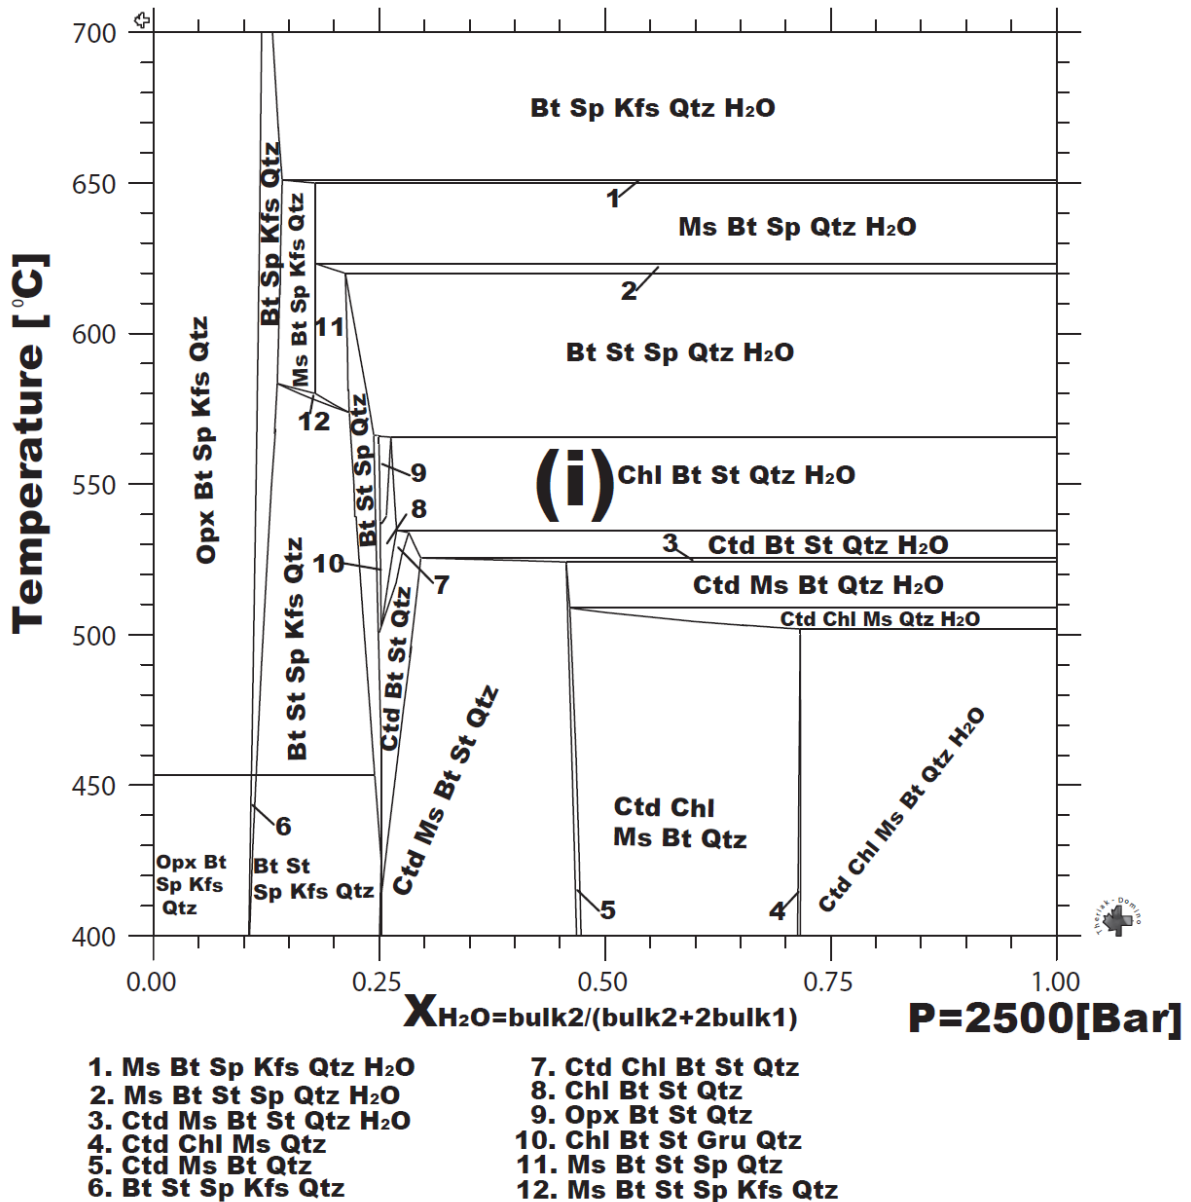 700
650
600
550
500
450
400
Temperature [ °C]
0.00
0.25
0.50
0.75
1.00
XH₂O=bulk2/(bulk2+2bulk1)
P=2500[Bar]
Bt Sp Kfs Qtz H₂O
1
Ms Bt Sp Qtz H₂O
2
Bt St Sp Qtz H₂O
(i) Chl Bt St Qtz H₂O
3
Ctd Bt St Qtz H₂O
Ctd Ms Bt Qtz H₂O
Ctd Chl Ms Qtz H₂O
Opx Bt Sp Kfs Qtz
Bt Sp Kfs Qtz
Ms Bt Sp Kfs Qtz
11
12
Bt St Sp Qtz
9
8
10
7
Bt St Sp Kfs Qtz
Ctd Bt St Qtz
Ctd Ms Bt St Qtz
Ctd Chl
Ms Bt Qtz
Ctd Chl Ms Bt Qtz H₂O
6
5
4
Opx Bt
Sp Kfs
Qtz
Bt St
Sp Kfs Qtz
Theriak-Domino
1. Ms Bt Sp Kfs Qtz H₂O
2. Ms Bt St Sp Qtz H₂O
3. Ctd Ms Bt St Qtz H₂O
4. Ctd Chl Ms Qtz
5. Ctd Ms Bt Qtz
6. Bt St Sp Kfs Qtz
7. Ctd Chl Bt St Qtz
8. Chl Bt St Qtz
9. Opx Bt St Qtz
10. Chl Bt St Gru Qtz
11. Ms Bt St Sp Qtz
12. Ms Bt St Sp Kfs Qtz